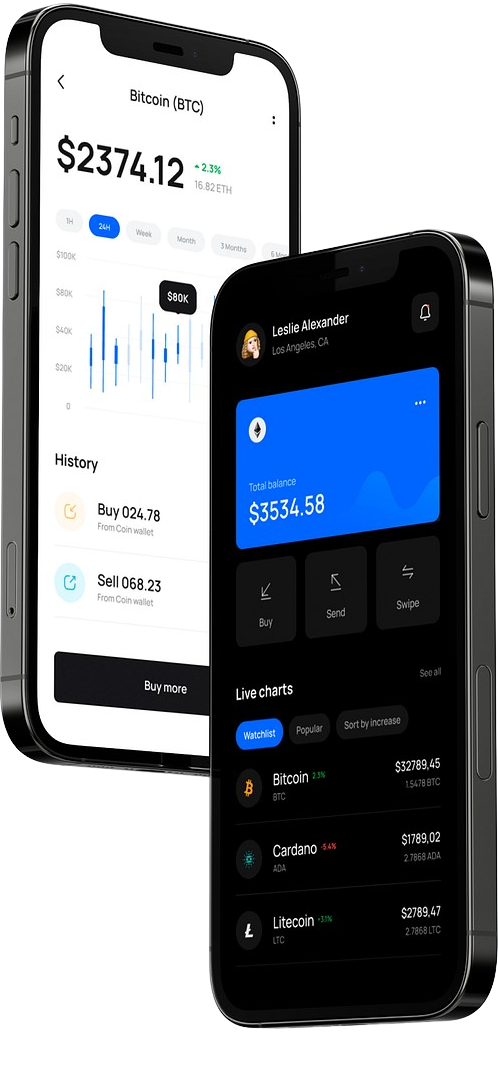 Bitcoin (BTC)
$2374.12
2.3%
16.82 ETH
1H
24H
Week
Month
3 Months
$100K
$80K
$40K
$20K
0
$80K
History
Buy 024.78
From Coin wallet
Sell 068.23
From Coin wallet
Buy more
Leslie Alexander
Los Angeles, CA
Total balance
$3534.58
Buy
Send
Swipe
Live charts
See all
Watchlist
Popular
Sort by increase
Bitcoin 2.3%
BTC
$32789,45
1.5478 BTC
Cardano -5.4%
ADA
$1789,02
2.7868 ADA
Litecoin +3.1%
LTC
$2789,47
2.7868 LTC